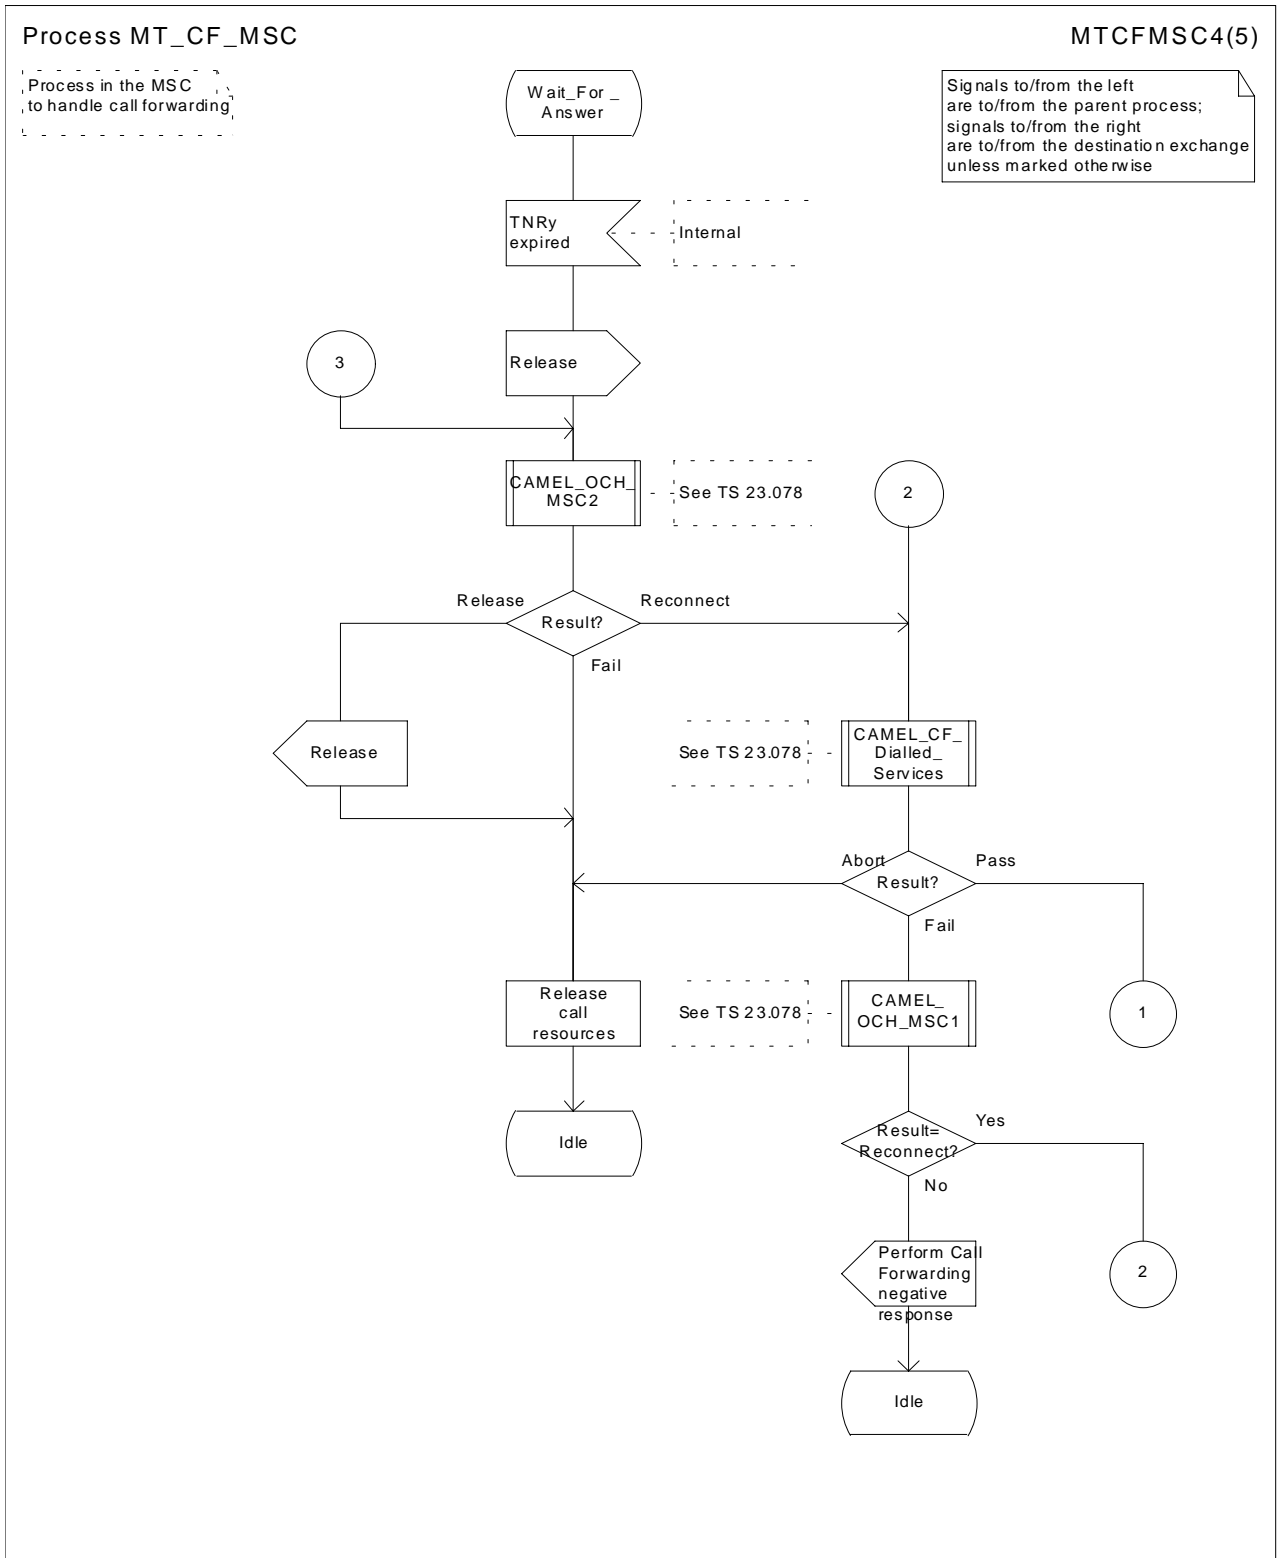 Process MT_CF_MSC
MTCFMSC4(5)
Process in the MSC
to handle call forwarding
Wait_For_
Answer
Signals to/from the left
are to/from the parent process;
signals to/from the right
are to/from the destination exchange
unless marked otherwise
TNRy
expired
Internal
3
Release
CAMEL_OCH_
MSC2
See TS 23.078
2
Release
Result?
Reconnect
Fail
Release
See TS 23.078
CAMEL_CF_
Dialled_
Services
Abort
Result?
Pass
Fail
Release
call
resources
See TS 23.078
CAMEL_
OCH_MSC1
1
Idle
Result=
Reconnect?
Yes
No
Perform Call
Forwarding
negative
response
2
Idle